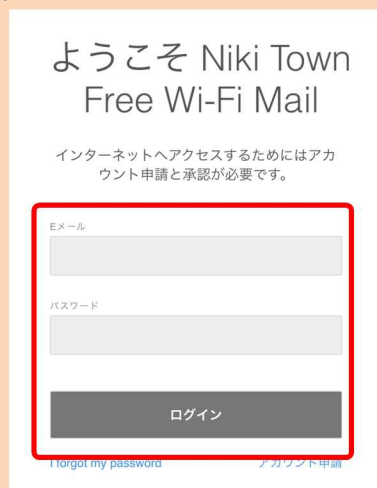 ようこそ Niki Town
Free Wi-Fi Mail
インターネットへアクセスするためにはアカ
ウント申請と承認が必要です。
Eメール
パスワード
ログイン
I forgot my password
アカウント申請